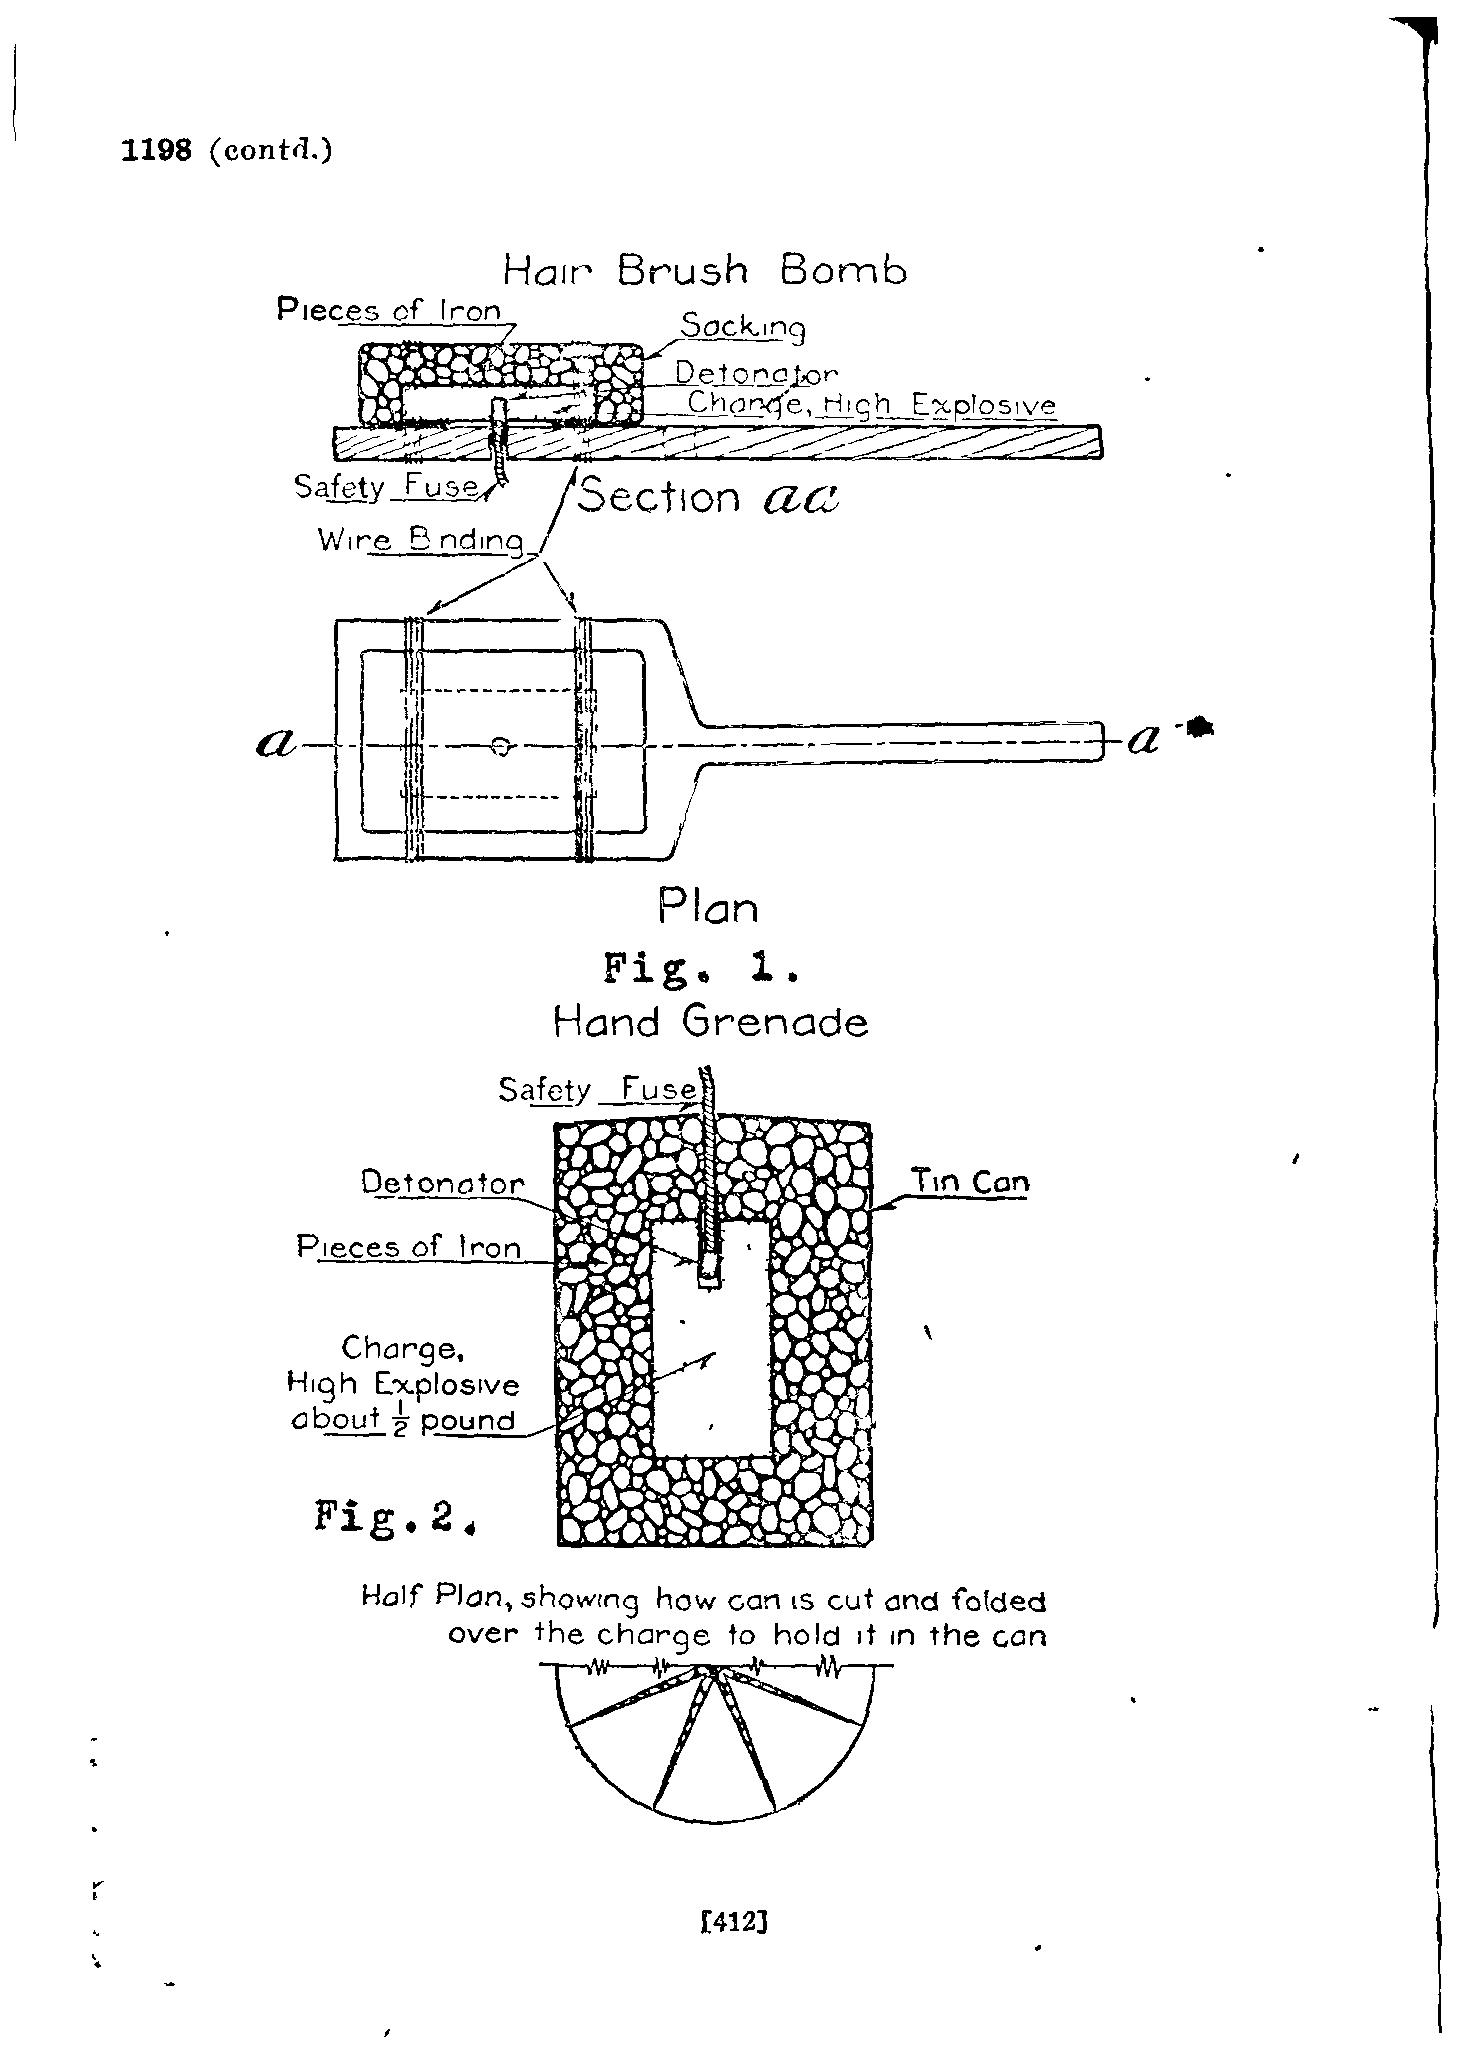 1198 (contd.)
Hair Brush Bomb
Pieces of Iron
Sacking
Detonator
Charge, High Explosive
Safety Fuse
Section aa
Wire B nding
a
a
Plan
Fig. 1.
Hand Grenade
Safety Fuse
Detonator
Tin Can
Pieces of Iron
Charge,
High Explosive
about ½ pound
Fig. 2.
Half Plan, showing how can is cut and folded
over the charge to hold it in the can
[412]